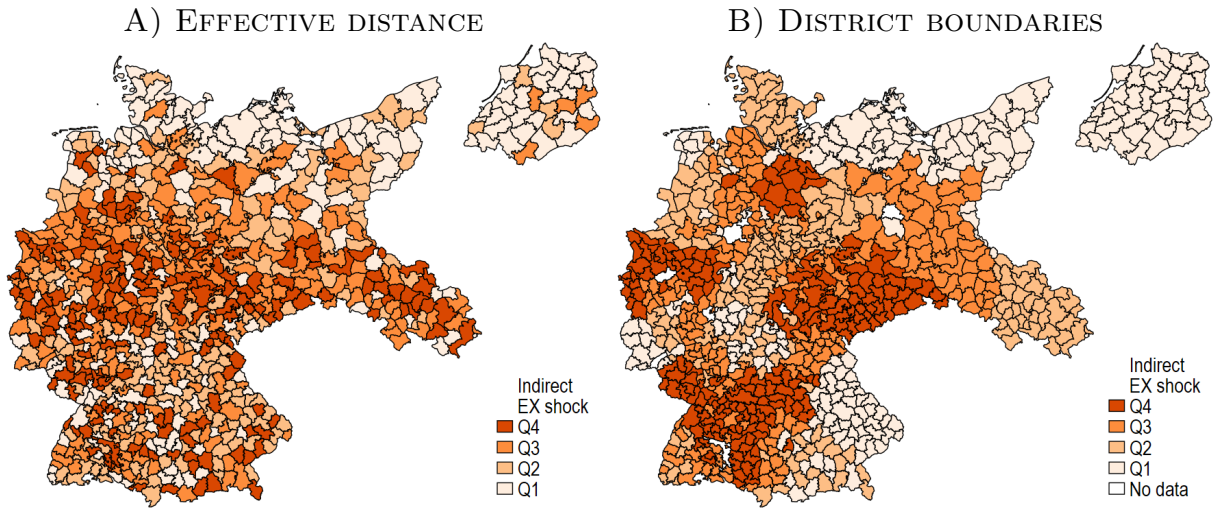 A) EFFECTIVE DISTANCE
B) DISTRICT BOUNDARIES
Indirect
EX shock
Q4
Q3
Q2
Q1
Indirect
EX shock
Q4
Q3
Q2
Q1
No data